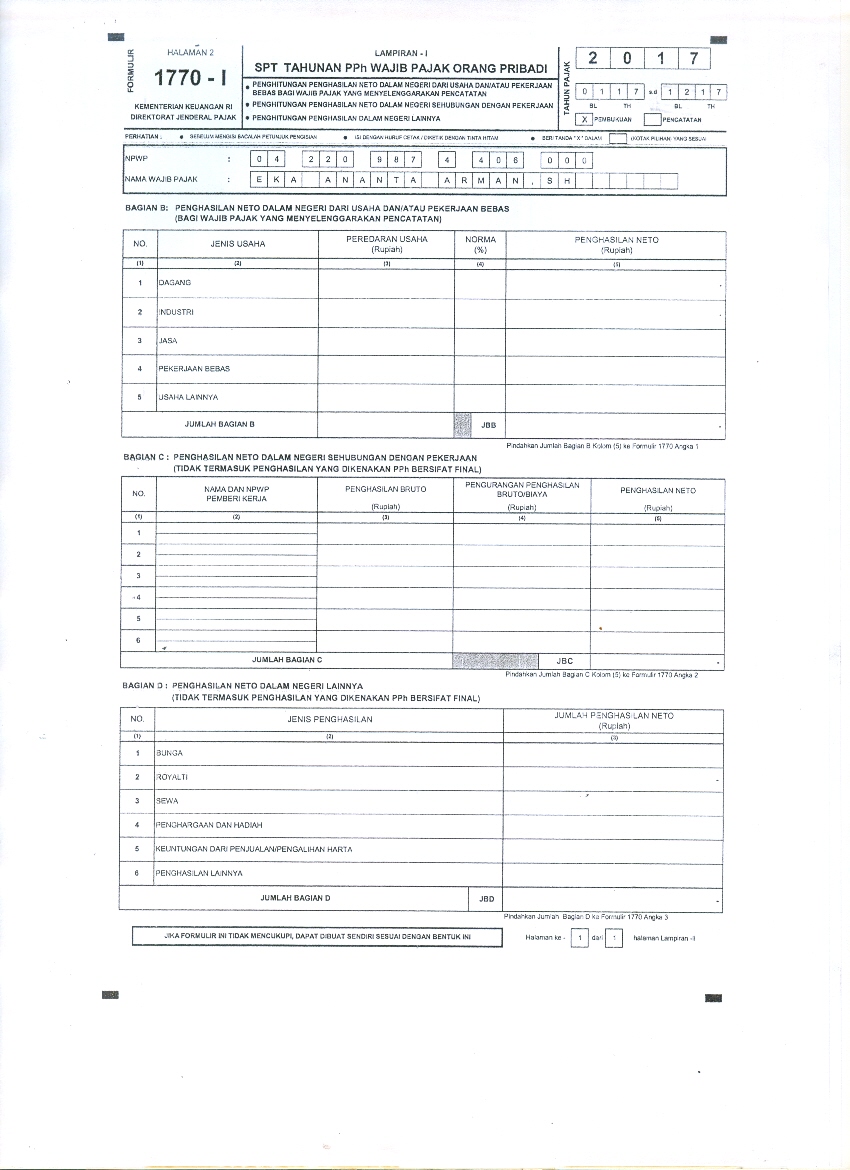 FORMULIR
HALAMAN 2
1770 - I
KEMENTERIAN KEUANGAN RI
DIREKTORAT JENDERAL PAJAK
LAMPIRAN - I
SPT TAHUNAN PPh WAJIB PAJAK ORANG PRIBADI
• PENGHITUNGAN PENGHASILAN NETO DALAM NEGERI DARI USAHA DAN/ATAU PEKERJAAN
BEBAS BAGI WAJIB PAJAK YANG MENYELENGGARAKAN PENCATATAN
• PENGHITUNGAN PENGHASILAN NETO DALAM NEGERI SEHUBUNGAN DENGAN PEKERJAAN
• PENGHITUNGAN PENGHASILAN DALAM NEGERI LAINNYA
TAHUN PAJAK
2 0 1 7
0 1 1 7 s.d 1 2 1 7
BL TH BL TH
X PEMBUKUAN PENCATATAN
PERHATIAN : • SEBELUM MENGISI BACALAH PETUNJUK PENGISIAN • ISI DENGAN HURUF CETAK / DIKETIK DENGAN TINTA HITAM • BERI TANDA "X" DALAM (KOTAK PILIHAN) YANG SESUAI
NPWP : 0 4 2 2 0 9 8 7 4 4 0 6 0 0 0
NAMA WAJIB PAJAK : E K A A N A N T A A R M A N , S H
BAGIAN B: PENGHASILAN NETO DALAM NEGERI DARI USAHA DAN/ATAU PEKERJAAN BEBAS
(BAGI WAJIB PAJAK YANG MENYELENGGARAKAN PENCATATAN)
NO. JENIS USAHA PEREDARAN USAHA (Rupiah) NORMA (%) PENGHASILAN NETO (Rupiah)
(1) (2) (3) (4) (5)
1 DAGANG -
2 INDUSTRI -
3 JASA
4 PEKERJAAN BEBAS
5 USAHA LAINNYA
JUMLAH BAGIAN B JBB -
Pindahkan Jumlah Bagian B Kolom (5) ke Formulir 1770 Angka 1
BAGIAN C : PENGHASILAN NETO DALAM NEGERI SEHUBUNGAN DENGAN PEKERJAAN
(TIDAK TERMASUK PENGHASILAN YANG DIKENAKAN PPh BERSIFAT FINAL)
NO. NAMA DAN NPWP PEMBERI KERJA PENGHASILAN BRUTO (Rupiah) PENGURANGAN PENGHASILAN BRUTO/BIAYA (Rupiah) PENGHASILAN NETO (Rupiah)
(1) (2) (3) (4) (5)
1
2
3
4
5
6
JUMLAH BAGIAN C JBC -
Pindahkan Jumlah Bagian C Kolom (5) ke Formulir 1770 Angka 2
BAGIAN D : PENGHASILAN NETO DALAM NEGERI LAINNYA
(TIDAK TERMASUK PENGHASILAN YANG DIKENAKAN PPh BERSIFAT FINAL)
NO. JENIS PENGHASILAN JUMLAH PENGHASILAN NETO (Rupiah)
(1) (2) (3)
1 BUNGA
2 ROYALTI -
3 SEWA
4 PENGHARGAAN DAN HADIAH
5 KEUNTUNGAN DARI PENJUALAN/PENGALIHAN HARTA
6 PENGHASILAN LAINNYA
JUMLAH BAGIAN D JBD -
Pindahkan Jumlah Bagian D ke Formulir 1770 Angka 3
JIKA FORMULIR INI TIDAK MENCUKUPI, DAPAT DIBUAT SENDIRI SESUAI DENGAN BENTUK INI
Halaman ke - 1 dari 1 halaman Lampiran -II